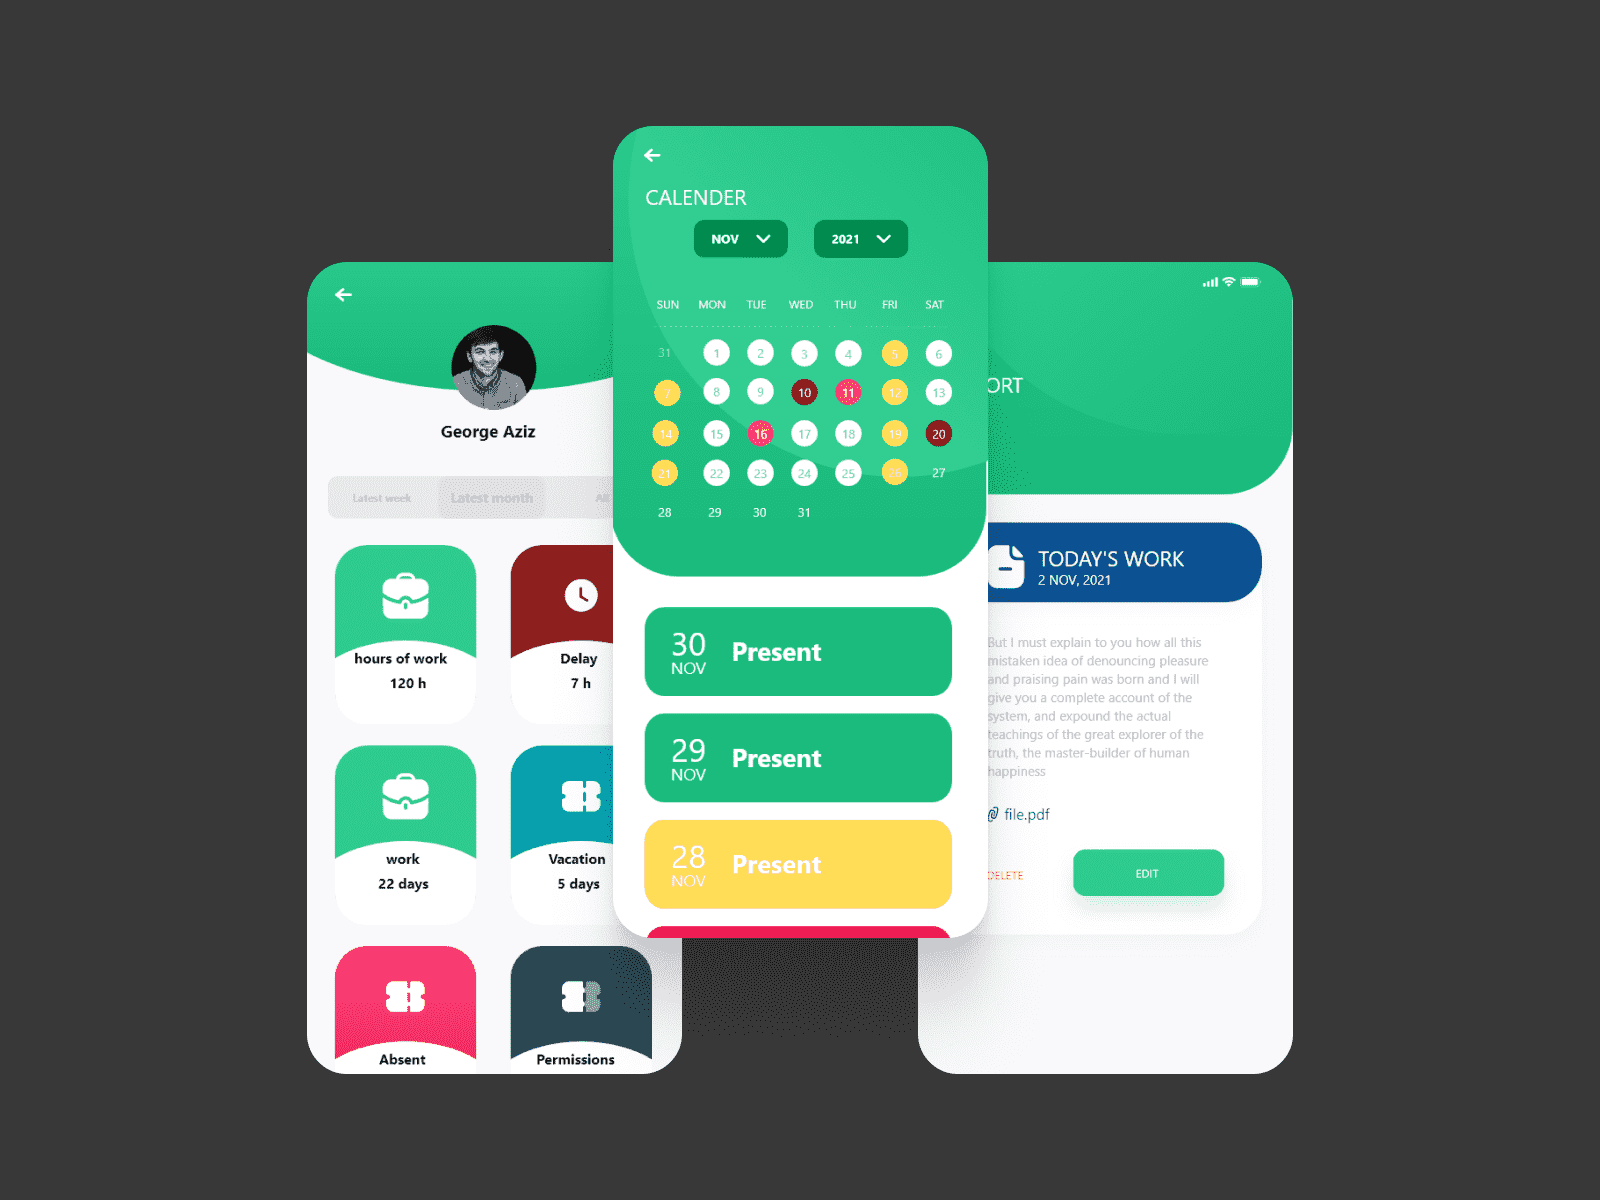 George Aziz
Latest week
Latest month
All
hours of work
120 h
Delay
7 h
work
22 days
Vacation
5 days
Absent
Permissions
CALENDER
NOV
2021
SUN MON TUE WED THU FRI SAT
31 1 2 3 4 5 6
7 8 9 10 11 12 13
14 15 16 17 18 19 20
21 22 23 24 25 26 27
28 29 30 31
30
NOV
Present
29
NOV
Present
28
NOV
Present
ORT
TODAY'S WORK
2 NOV, 2021
But I must explain to you how all this
mistaken idea of denouncing pleasure
and praising pain was born and I will
give you a complete account of the
system, and expound the actual
teachings of the great explorer of the
truth, the master-builder of human
happiness
file.pdf
DELETE
EDIT